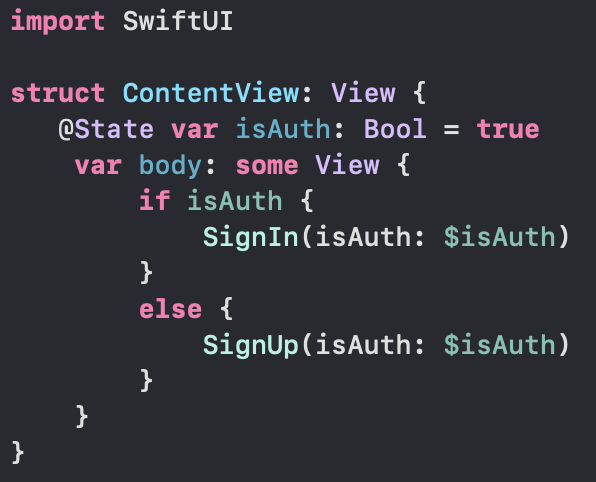 import SwiftUI

struct ContentView: View {
   @State var isAuth: Bool = true
    var body: some View {
        if isAuth {
            SignIn(isAuth: $isAuth)
        }
        else {
            SignUp(isAuth: $isAuth)
        }
    }
}